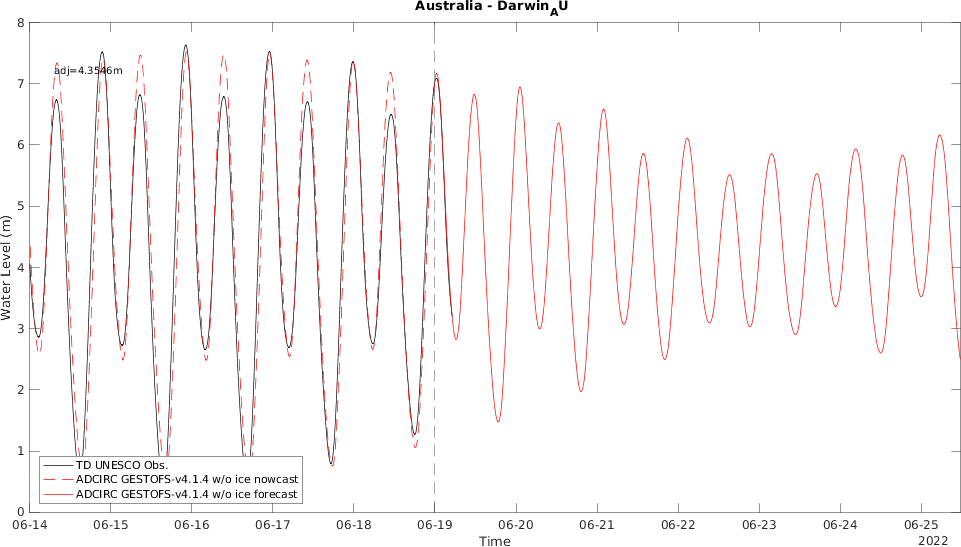 Australia - Darwin_AU
8
7
6
5
4
3
2
1
0
Water Level (m)
adj=4.3546m
TD UNESCO Obs.
ADCIRC GESTOFS-v4.1.4 w/o ice nowcast
ADCIRC GESTOFS-v4.1.4 w/o ice forecast
06-14 06-15 06-16 06-17 06-18 06-19 06-20 06-21 06-22 06-23 06-24 06-25
Time
2022